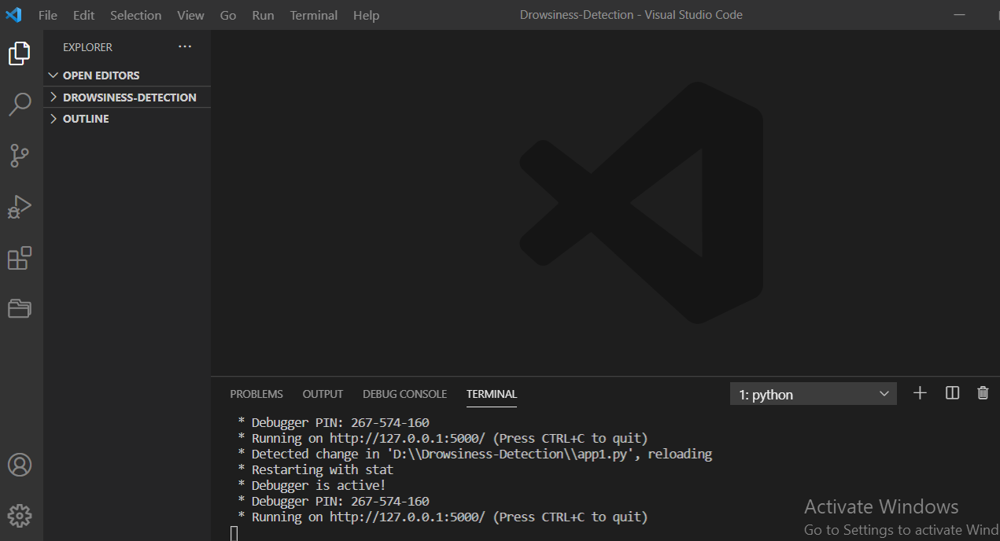 File Edit Selection View Go Run Terminal Help Drowsiness-Detection - Visual Studio Code
EXPLORER
OPEN EDITORS
DROWSINESS-DETECTION
OUTLINE
PROBLEMS OUTPUT DEBUG CONSOLE TERMINAL 1: python
* Debugger PIN: 267-574-160
* Running on http://127.0.0.1:5000/ (Press CTRL+C to quit)
* Detected change in 'D:\\Drowsiness-Detection\\app1.py', reloading
* Restarting with stat
* Debugger is active!
* Debugger PIN: 267-574-160
* Running on http://127.0.0.1:5000/ (Press CTRL+C to quit)
Activate Windows
Go to Settings to activate Wind